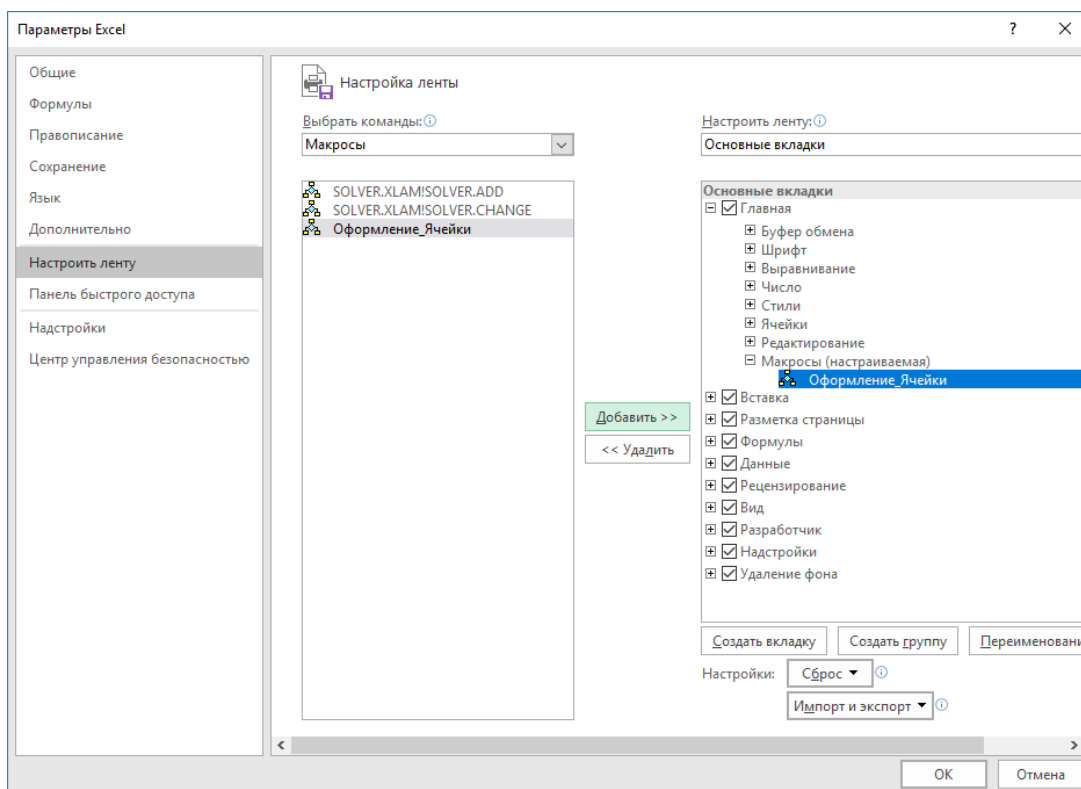 Параметры Excel
?
Общие
Формулы
Правописание
Сохранение
Язык
Дополнительно
Настроить ленту
Панель быстрого доступа
Надстройки
Центр управления безопасностью
Настройка ленты
Выбрать команды:
Макросы
SOLVER.XLAM!SOLVER.ADD
SOLVER.XLAM!SOLVER.CHANGE
Оформление_Ячейки
Добавить >>
<< Удалить
Настроить ленту:
Основные вкладки
Основные вкладки
Главная
Буфер обмена
Шрифт
Выравнивание
Число
Стили
Ячейки
Редактирование
Макросы (настраиваемая)
Оформление_Ячейки
Вставка
Разметка страницы
Формулы
Данные
Рецензирование
Вид
Разработчик
Надстройки
Удаление фона
Создать вкладку Создать группу Переименовани
Настройки: Сброс
Импорт и экспорт
ОК Отмена